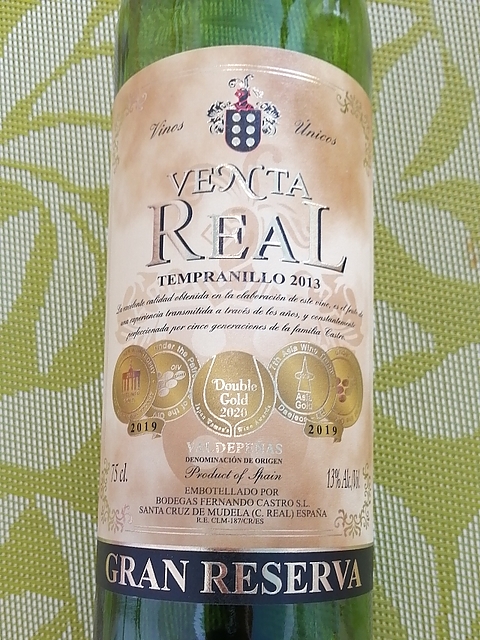 Vinos Únicos
VENTA
REAL
TEMPRANILLO 2013
La excelente calidad obtenida en la elaboración de este vino, es el fruto de
una experiencia transmitida a través de los años, y constantemente
perfeccionada por cinco generaciones de la familia Castro.
Double
Gold
2020
Asia
Gold
2019
2019
VALDEPEÑAS
DENOMINACIÓN DE ORIGEN
Product of Spain
75 cl.
13% Alc./Vol.
EMBOTELLADO POR
BODEGAS FERNANDO CASTRO S.L.
SANTA CRUZ DE MUDELA (C. REAL) ESPAÑA
R.E. CLM-187/CR/ES
GRAN RESERVA